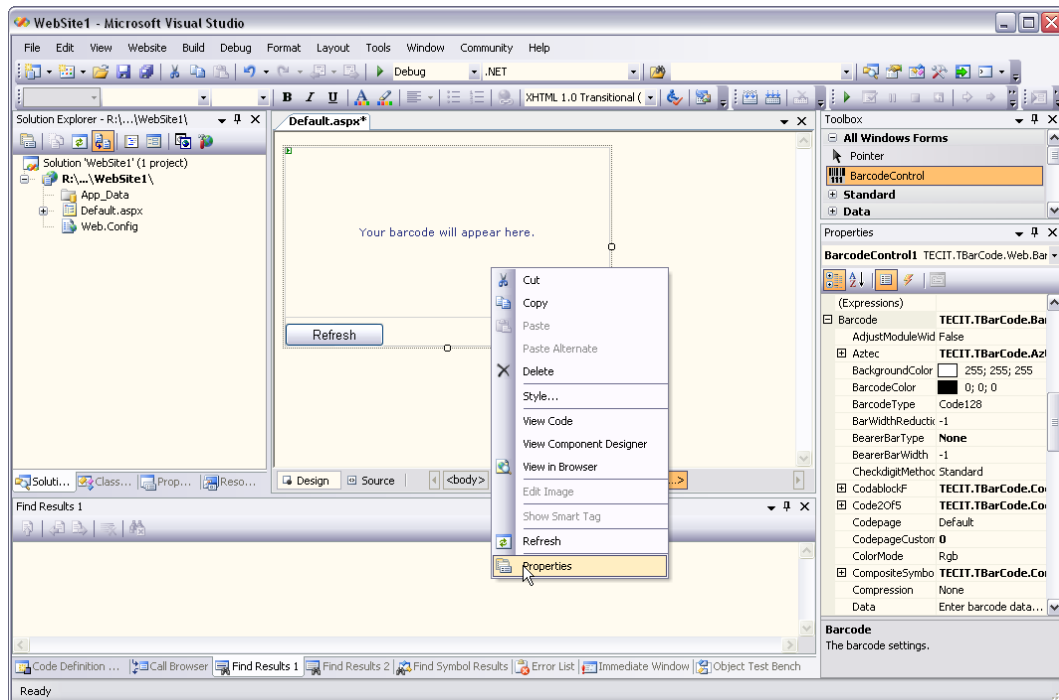 WebSite1 - Microsoft Visual Studio
File Edit View Website Build Debug Format Layout Tools Window Community Help
Debug .NET
B I U A XHTML 1.0 Transitional (
Solution Explorer - R:\...\WebSite1\
Solution 'WebSite1' (1 project)
R:\...\WebSite1\
App_Data
Default.aspx
Web.Config
Soluti... Class... Prop... Reso...
Default.aspx*
Your barcode will appear here.
Refresh
Design Source <body> ...>
Cut
Copy
Paste
Paste Alternate
Delete
Style...
View Code
View Component Designer
View in Browser
Edit Image
Show Smart Tag
Refresh
Properties
Toolbox
All Windows Forms
Pointer
BarcodeControl
Standard
Data
Properties
BarcodeControl1 TECIT.TBarCode.Web.Bar
(Expressions)
Barcode TECIT.TBarCode.Bar
AdjustModuleWid False
Aztec TECIT.TBarCode.Azt
BackgroundColor 255; 255; 255
BarcodeColor 0; 0; 0
BarcodeType Code128
BarWidthReductic -1
BearerBarType None
BearerBarWidth -1
CheckdigitMethoc Standard
CodablockF TECIT.TBarCode.Co
Code2Of5 TECIT.TBarCode.Co
Codepage Default
CodepageCustom 0
ColorMode Rgb
CompositeSymbo TECIT.TBarCode.Co
Compression None
Data Enter barcode data...
Barcode
The barcode settings.
Find Results 1
Code Definition ... Call Browser Find Results 1 Find Results 2 Find Symbol Results Error List Immediate Window Object Test Bench
Ready